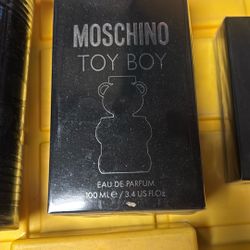 MOSCHINO
TOY BOY
EAU DE PARFUM
100 ML ℮ / 3.4 US FL.Oz.